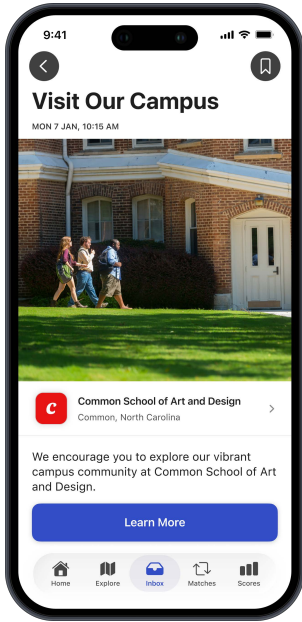 9:41
Visit Our Campus
MON 7 JAN, 10:15 AM
c
Common School of Art and Design
Common, North Carolina
We encourage you to explore our vibrant
campus community at Common School of Art
and Design.
Learn More
Home Explore Inbox Matches Scores